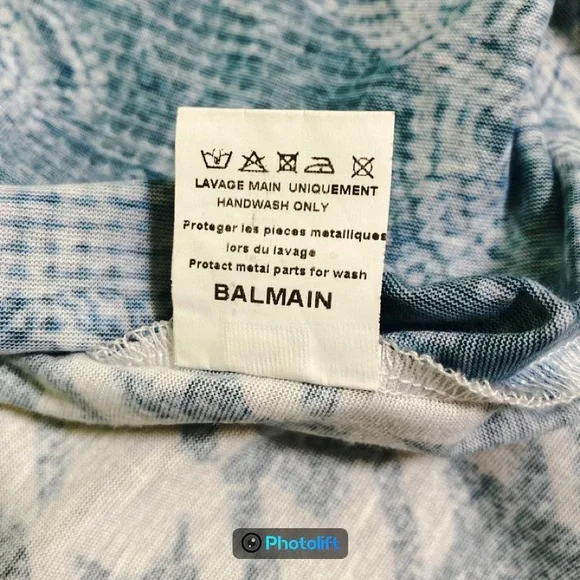 LAVAGE MAIN UNIQUEMENT
HANDWASH ONLY
Proteger les pieces metalliques
lors du lavage
Protect metal parts for wash
BALMAIN
Photolift